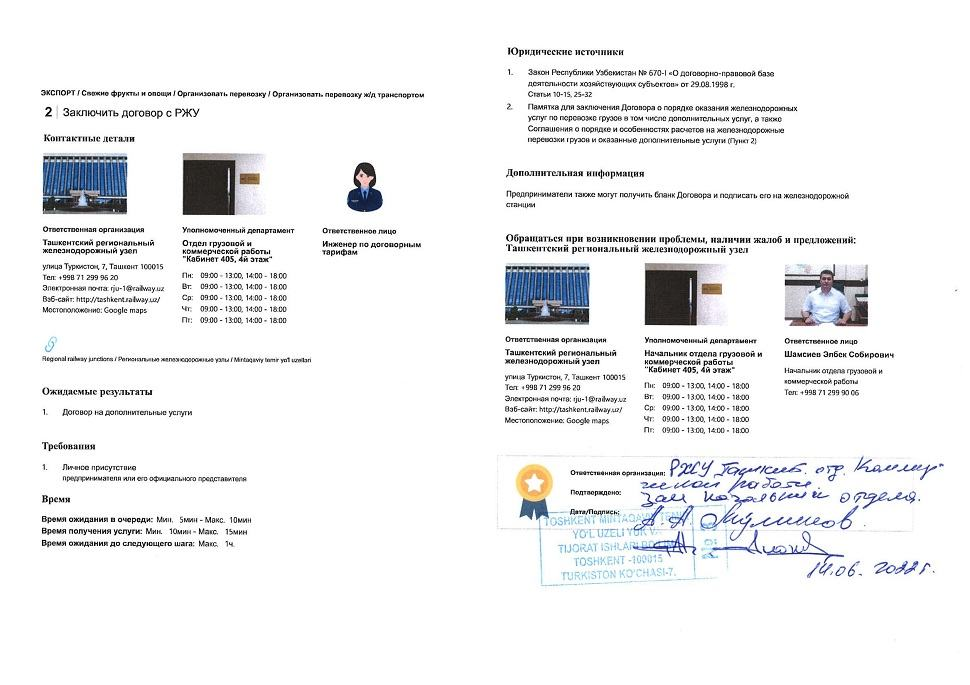 ЭКСПОРТ / Свежие фрукты и овощи / Организовать перевозку / Организовать перевозку ж/д транспортом
2 Заключить договор с РЖУ
Контактные детали
Ответственная организация
Ташкентский региональный
железнодорожный узел
улица Туркистон, 7, Ташкент 100015
Тел: +998 71 299 96 20
Электронная почта: rju-1@railway.uz
Вэб-сайт: http://tashkent.railway.uz/
Местоположение: Google maps
Уполномоченный департамент
Отдел грузовой и
коммерческой работы
"Кабинет 405, 4й этаж"
Пн: 09:00 - 13:00, 14:00 - 18:00
Вт: 09:00 - 13:00, 14:00 - 18:00
Ср: 09:00 - 13:00, 14:00 - 18:00
Чт: 09:00 - 13:00, 14:00 - 18:00
Пт: 09:00 - 13:00, 14:00 - 18:00
Ответственное лицо
Инженер по договорным
тарифам
Regional railway junctions / Региональные железнодорожные узлы / Mintaqaviy temir yo'l uzellari
Ожидаемые результаты
1. Договор на дополнительные услуги
Требования
1. Личное присутствие
предпринимателя или его официального представителя
Время
Время ожидания в очереди: Мин. 5мин - Макс. 10мин
Время получения услуги: Мин. 10мин - Макс. 15мин
Время ожидания до следующего шага: Макс. 1ч.
Юридические источники
1. Закон Республики Узбекистан № 670-I «О договорно-правовой базе
деятельности хозяйствующих субъектов» от 29.08.1998 г.
Статьи 10-15, 25-32
2. Памятка для заключения Договора о порядке оказания железнодорожных
услуг по перевозке грузов в том числе дополнительных услуг, а также
Соглашения о порядке и особенностях расчетов на железнодорожные
перевозки грузов и оказанные дополнительные услуги (Пункт 2)
Дополнительная информация
Предприниматели также могут получить бланк Договора и подписать его на железнодорожной
станции
Обращаться при возникновении проблемы, наличии жалоб и предложений:
Ташкентский региональный железнодорожный узел
Ответственная организация
Ташкентский региональный
железнодорожный узел
улица Туркистон, 7, Ташкент 100015
Тел: +998 71 299 96 20
Электронная почта: rju-1@railway.uz
Вэб-сайт: http://tashkent.railway.uz/
Местоположение: Google maps
Уполномоченный департамент
Начальник отдела грузовой и
коммерческой работы
"Кабинет 405, 4й этаж"
Пн: 09:00 - 13:00, 14:00 - 18:00
Вт: 09:00 - 13:00, 14:00 - 18:00
Ср: 09:00 - 13:00, 14:00 - 18:00
Чт: 09:00 - 13:00, 14:00 - 18:00
Пт: 09:00 - 13:00, 14:00 - 18:00
Ответственное лицо
Шамсиев Элбек Собирович
Начальник отдела грузовой и
коммерческой работы
Тел: +998 71 299 90 06
Ответственная организация: РЖУ Ташкент. отд. Коммер-
ческой работы
Подтверждено: зам начальник отдела.
Дата/Подпись: А. А.
TOSHKENT MINTAQAVIY TEMIR
YO'L UZELI YUK VA
TIJORAT ISHLARI BO'LIMI
TOSHKENT -100015
TURKISTON KO'CHASI-7.
14.06.2022г.